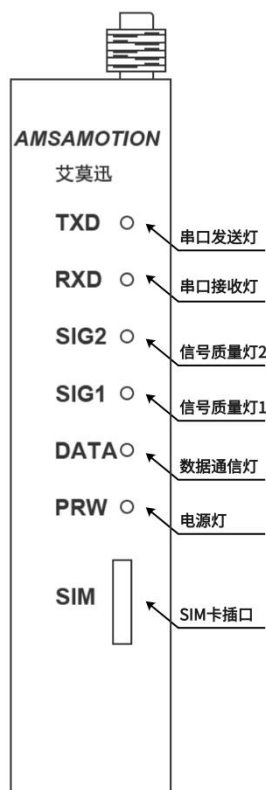 AMSAMOTION
艾莫迅
TXD
串口发送灯
RXD
串口接收灯
SIG2
信号质量灯2
SIG1
信号质量灯1
DATA
数据通信灯
PRW
电源灯
SIM
SIM卡插口